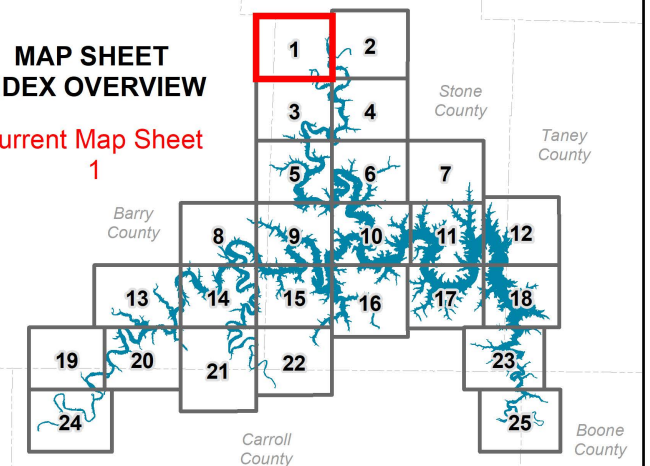 MAP SHEET
DEX OVERVIEW
urrent Map Sheet
1
1
2
3
4
Stone
County
Taney
County
5
6
7
Barry
County
8
9
10
11
12
13
14
15
16
17
18
19
20
21
22
23
24
25
Carroll
County
Boone
County